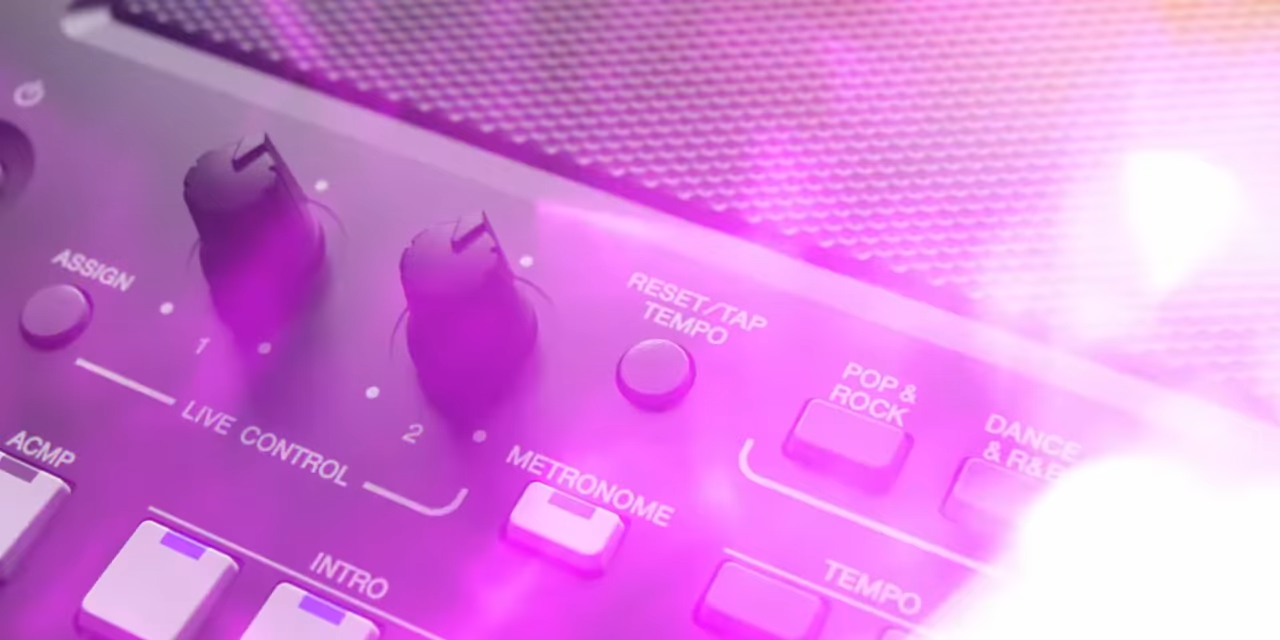 ASSIGN
1
2
LIVE CONTROL
RESET/TAP
TEMPO
POP &
ROCK
DANCE
& R&B
ACMP
METRONOME
INTRO
TEMPO